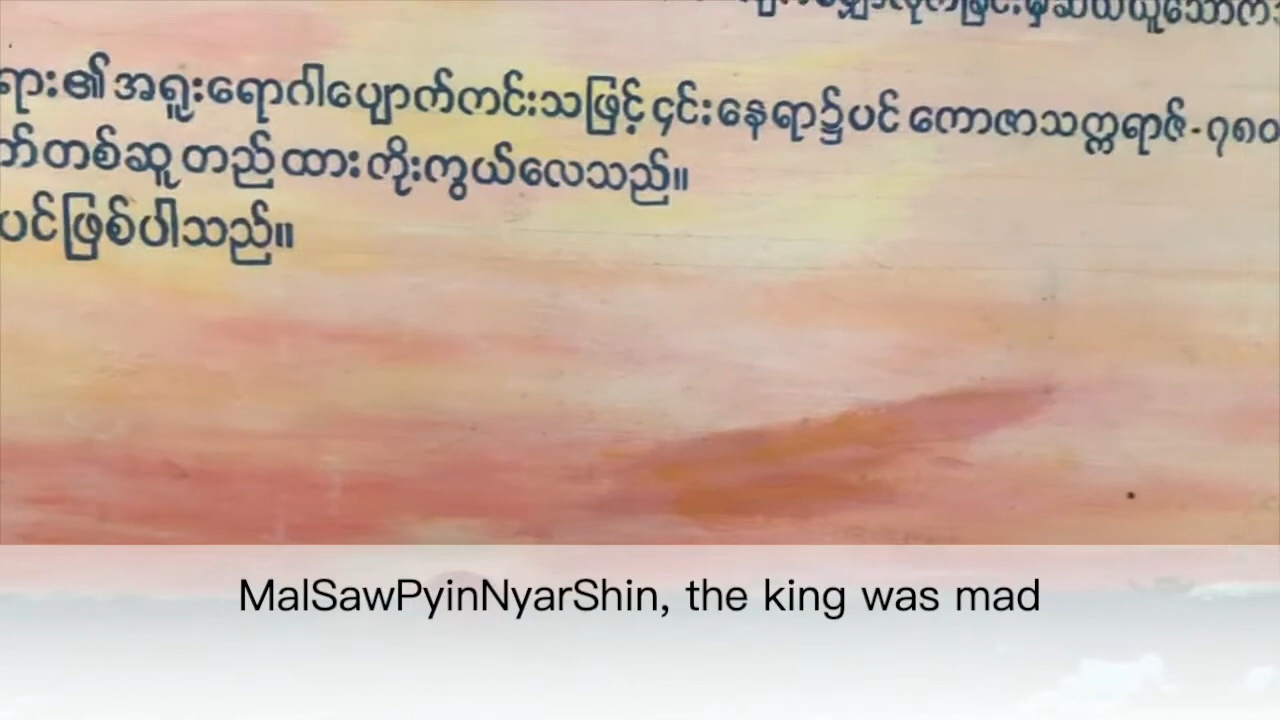 ရား၏ အရူးရောဂါပျောက်ကင်းသဖြင့် ၄င်းနေရာ၌ပင် ကောဇာသက္ကရာဇ်-၇၈၀
တစ်ဆူ တည်ထားကိုးကွယ်လေသည်။
ပင်ဖြစ်ပါသည်။
MalSawPyinNyarShin, the king was mad